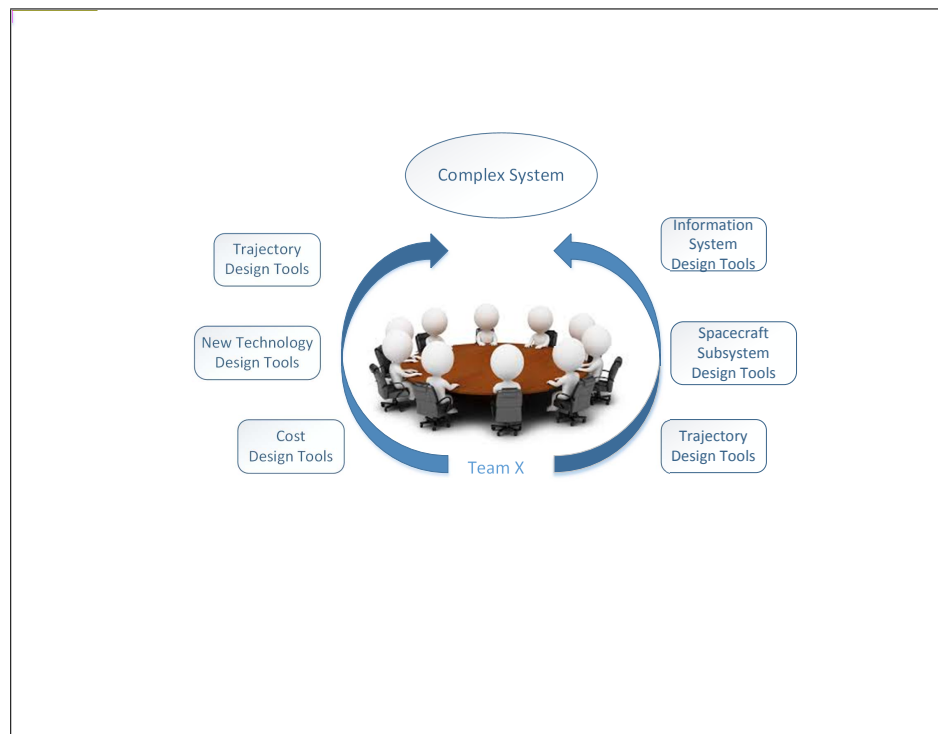 Complex System
Trajectory
Design Tools
New Technology
Design Tools
Cost
Design Tools
Information
System
Design Tools
Spacecraft
Subsystem
Design Tools
Trajectory
Design Tools
Team X